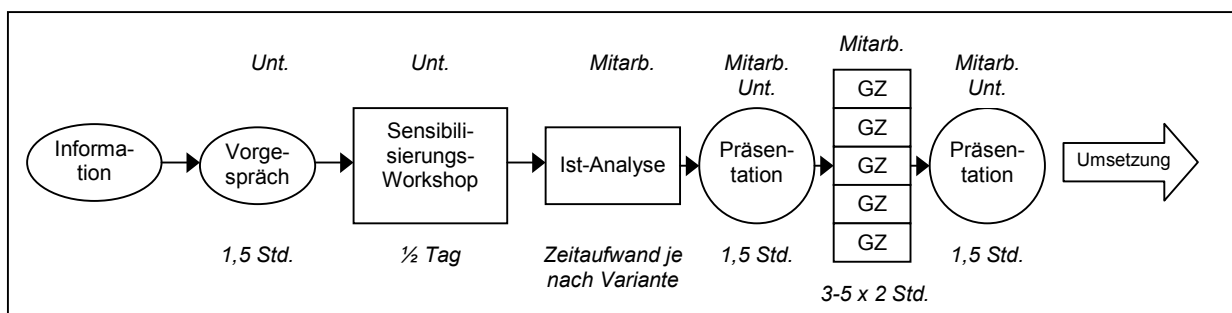 Unt.
Unt.
Mitarb.
Mitarb.
Unt.
Mitarb.
Mitarb.
Unt.
Informa-
tion
Vorge-
spräch
Sensibili-
sierungs-
Workshop
Ist-Analyse
Präsen-
tation
GZ
GZ
GZ
GZ
GZ
Präsen-
tation
Umsetzung
1,5 Std.
½ Tag
Zeitaufwand je
nach Variante
1,5 Std.
3-5 x 2 Std.
1,5 Std.